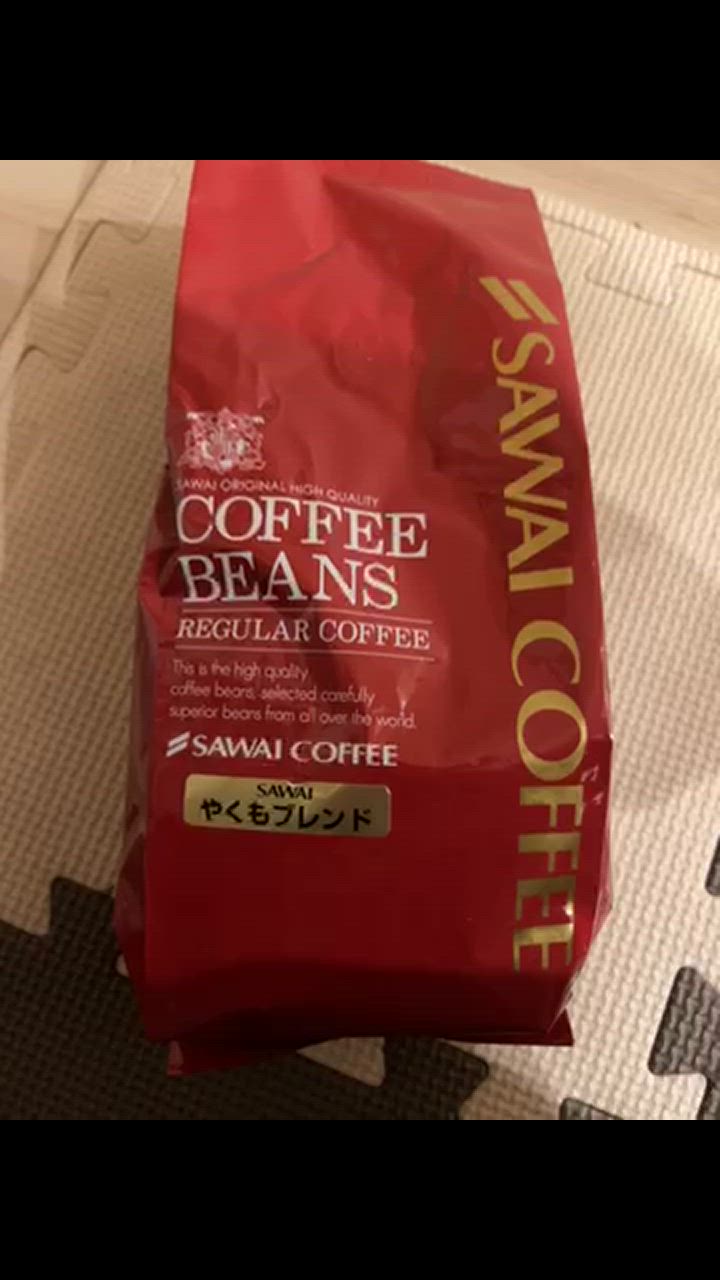 SAWAI ORIGINAL HIGH QUALITY
COFFEE
BEANS
REGULAR COFFEE
This is the high quality
coffee beans, selected carefully
superior beans from all over the world.
SAWAI COFFEE
SAWAI
やくもブレンド
SAWAI COFFEE